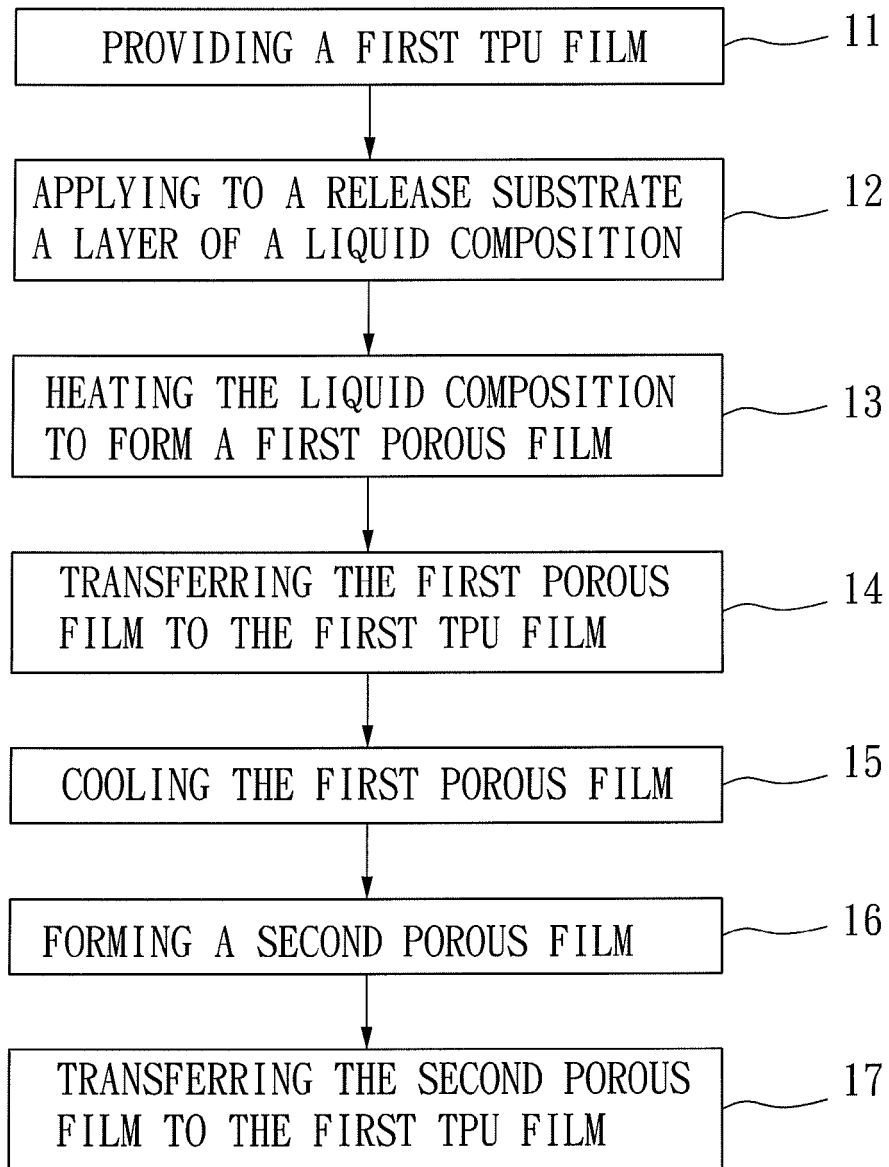 PROVIDING A FIRST TPU FILM
11
APPLYING TO A RELEASE SUBSTRATE
A LAYER OF A LIQUID COMPOSITION
12
HEATING THE LIQUID COMPOSITION
TO FORM A FIRST POROUS FILM
13
TRANSFERRING THE FIRST POROUS
FILM TO THE FIRST TPU FILM
14
COOLING THE FIRST POROUS FILM
15
FORMING A SECOND POROUS FILM
16
TRANSFERRING THE SECOND POROUS
FILM TO THE FIRST TPU FILM
17